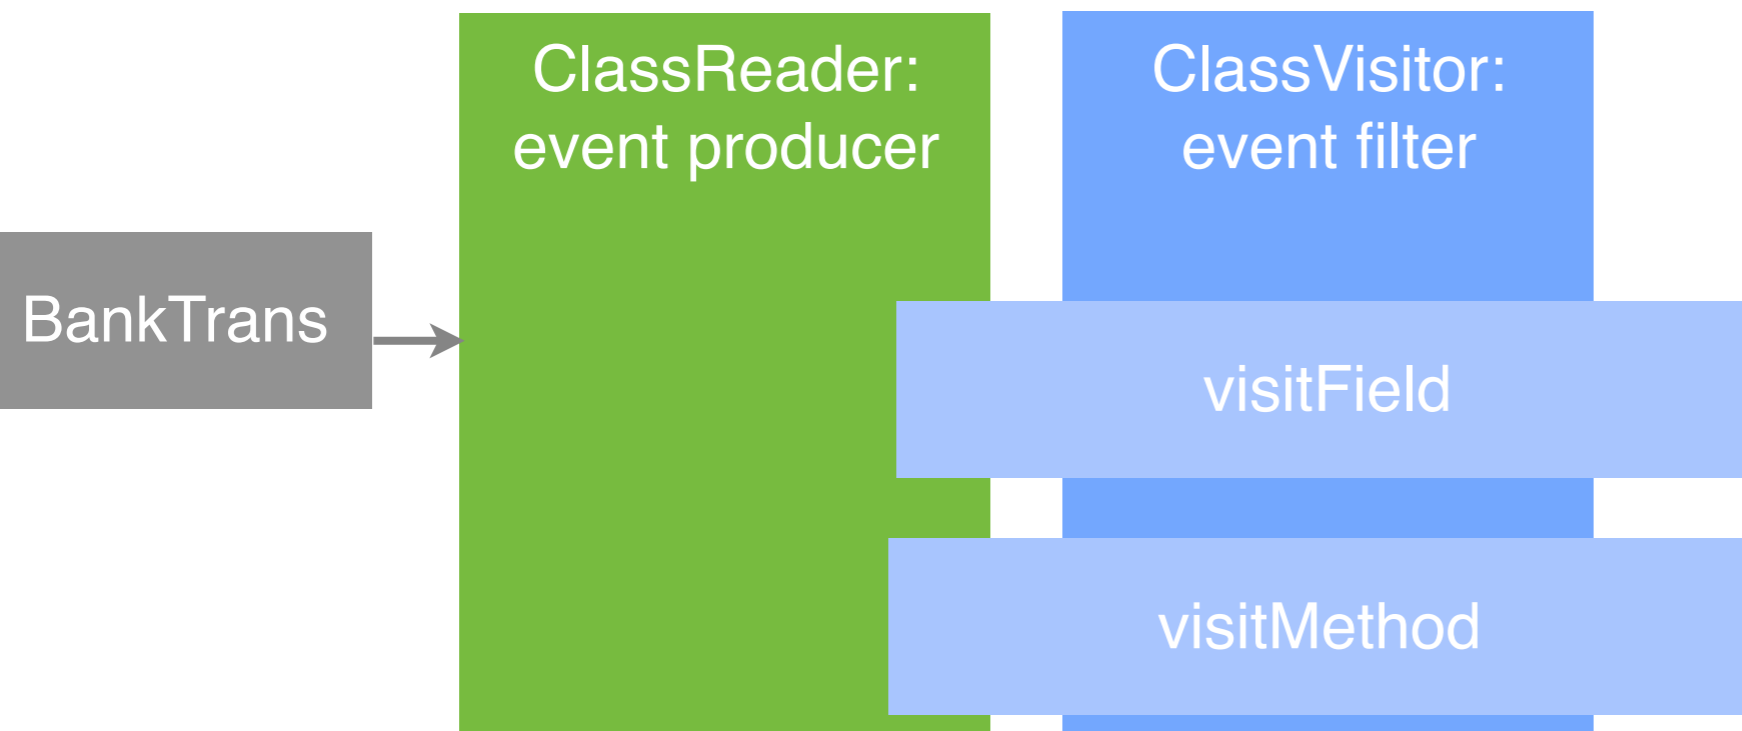 ClassReader:
event producer
ClassVisitor:
event filter
BankTrans
visitField
visitMethod